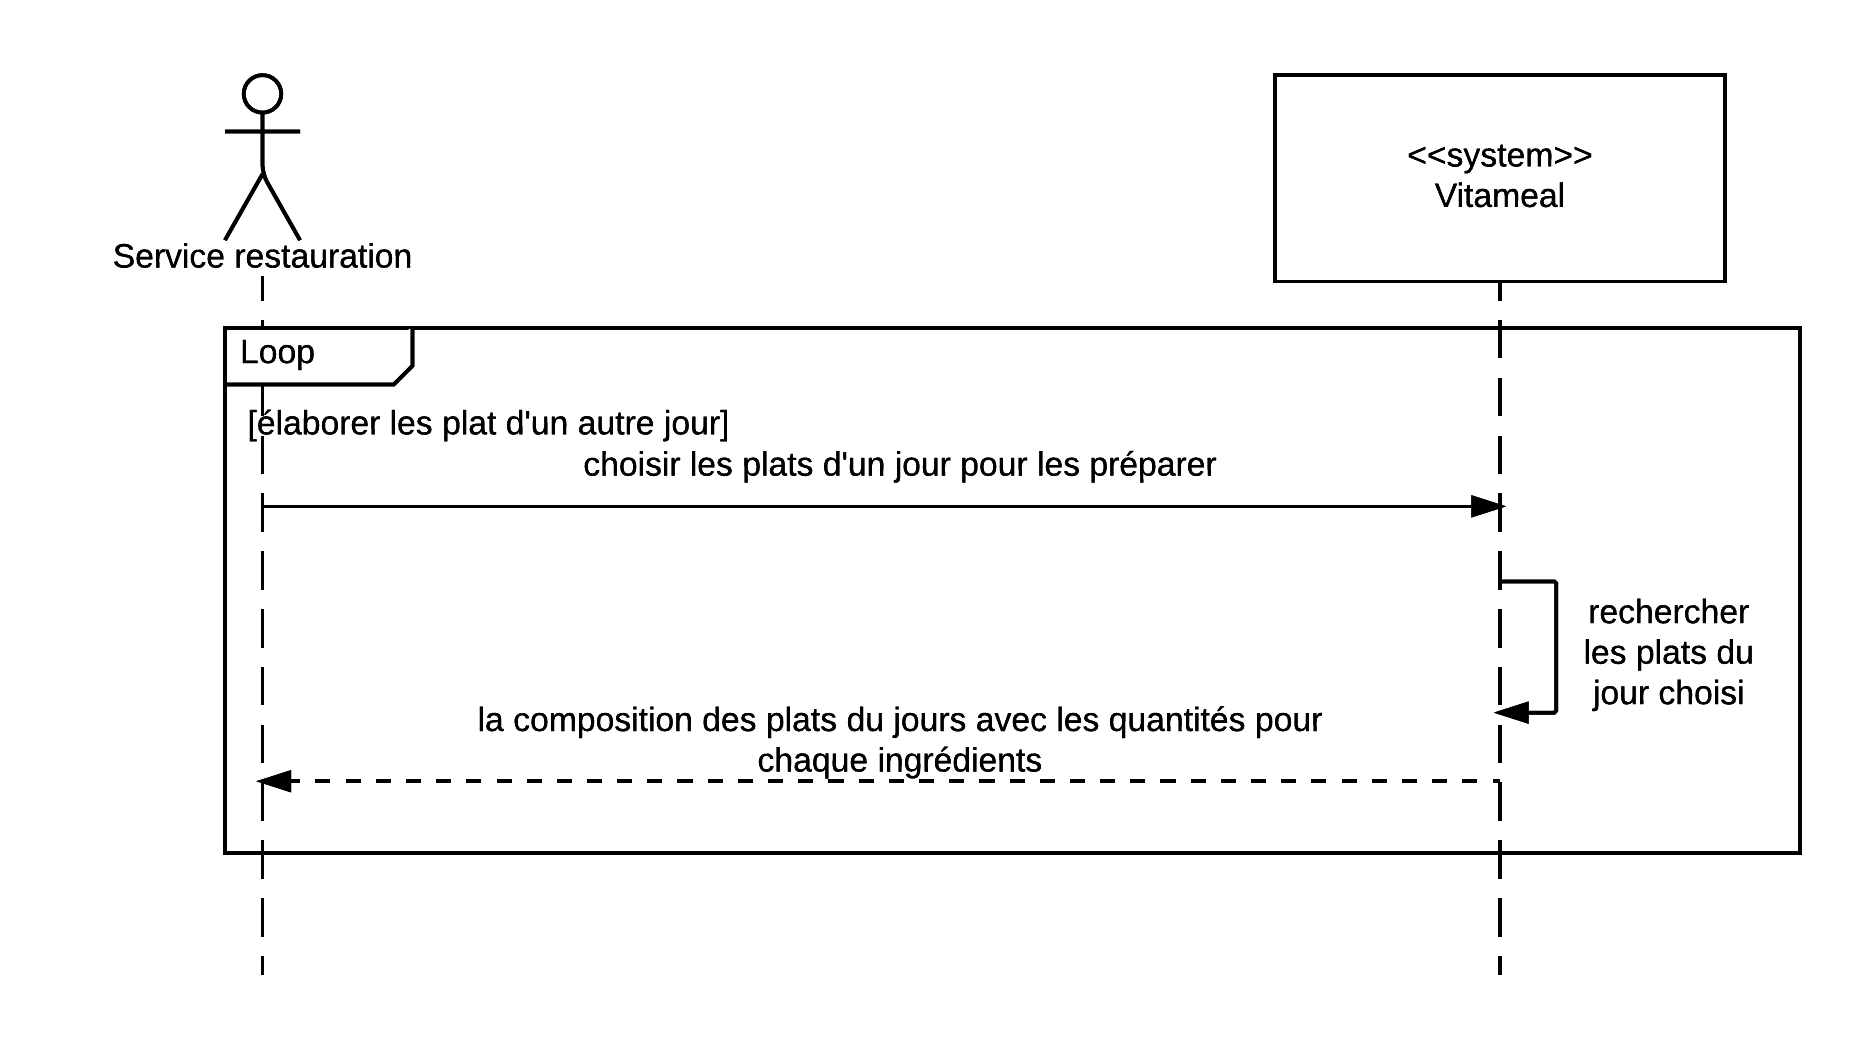 <<system>>
Vitameal
Service restauration
Loop
[élaborer les plat d'un autre jour]
choisir les plats d'un jour pour les préparer
rechercher
les plats du
jour choisi
la composition des plats du jours avec les quantités pour
chaque ingrédients